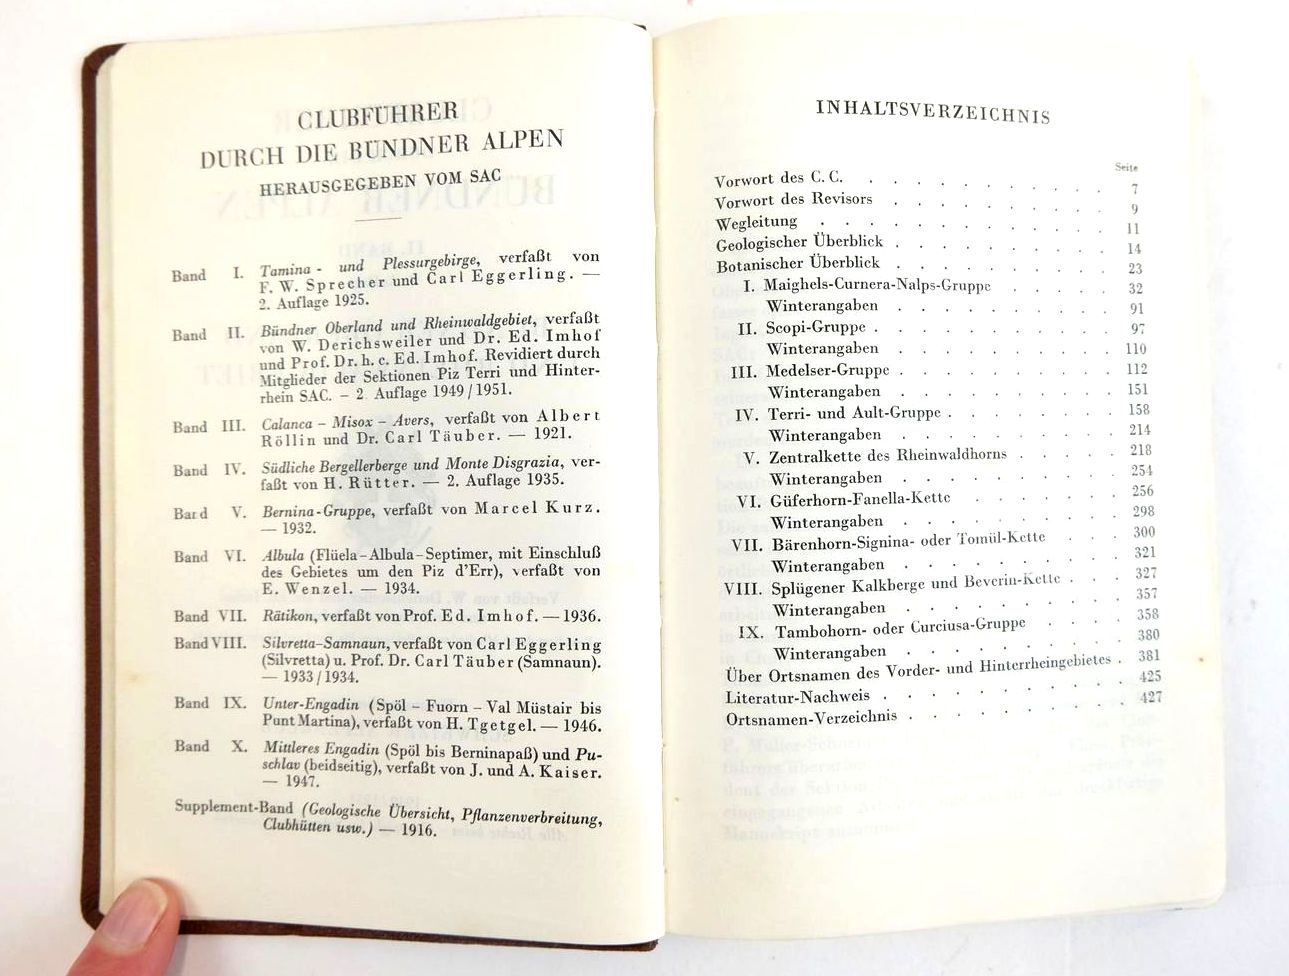 CLUBFÜHRER
DURCH DIE BÜNDNER ALPEN
HERAUSGEGEBEN VOM SAC
Band I. Tamina- und Plessurgebirge, verfaßt von
F. W. Sprecher und Carl Eggerling. —
2. Auflage 1925.
Band II. Bündner Oberland und Rheinwaldgebiet, verfaßt
von W. Derichsweiler und Dr. Ed. Imhof
und Prof. Dr. h. c. Ed. Imhof. Revidiert durch
Mitglieder der Sektionen Piz Terri und Hinter-
rhein SAC. – 2. Auflage 1949/1951.
Band III. Calanca – Misox – Avers, verfaßt von Albert
Röllin und Dr. Carl Täuber. — 1921.
Band IV. Südliche Bergellerberge und Monte Disgrazia, ver-
faßt von H. Rütter. — 2. Auflage 1935.
Band V. Bernina-Gruppe, verfaßt von Marcel Kurz.
— 1932.
Band VI. Albula (Flüela–Albula–Septimer, mit Einschluß
des Gebietes um den Piz d'Err), verfaßt von
E. Wenzel. — 1934.
Band VII. Rätikon, verfaßt von Prof. Ed. Imhof. — 1936.
Band VIII. Silvretta-Samnaun, verfaßt von Carl Eggerling
(Silvretta) u. Prof. Dr. Carl Täuber (Samnaun).
— 1933/1934.
Band IX. Unter-Engadin (Spöl – Fuorn – Val Müstair bis
Punt Martina), verfaßt von H. Tgetgel. — 1946.
Band X. Mittleres Engadin (Spöl bis Berninapaß) und Pu-
schlav (beidseitig), verfaßt von J. und A. Kaiser.
— 1947.
Supplement-Band (Geologische Übersicht, Pflanzenverbreitung,
Clubhütten usw.) — 1916.
INHALTSVERZEICHNIS
Seite
Vorwort des C. C. . . . . . . . . . . . 7
Vorwort des Revisors . . . . . . . . . . 9
Wegleitung . . . . . . . . . . . . . 11
Geologischer Überblick . . . . . . . . . . 14
Botanischer Überblick . . . . . . . . . . 23
I. Maighels-Curnera-Nalps-Gruppe . . . . . 32
Winterangaben . . . . . . . . . . 91
II. Scopi-Gruppe . . . . . . . . . . . 97
Winterangaben . . . . . . . . . . 110
III. Medelser-Gruppe . . . . . . . . . . 112
Winterangaben . . . . . . . . . . 151
IV. Terri- und Ault-Gruppe . . . . . . . . 158
Winterangaben . . . . . . . . . . 214
V. Zentralkette des Rheinwaldhorns . . . . . 218
Winterangaben . . . . . . . . . . 254
VI. Güferhorn-Fanella-Kette . . . . . . . 256
Winterangaben . . . . . . . . . . 298
VII. Bärenhorn-Signina- oder Tomül-Kette . . . 300
Winterangaben . . . . . . . . . . 321
VIII. Splügener Kalkberge und Beverin-Kette . . . 327
Winterangaben . . . . . . . . . . 357
IX. Tambohorn- oder Curciusa-Gruppe . . . . 358
Winterangaben . . . . . . . . . . 380
Über Ortsnamen des Vorder- und Hinterrheingebietes . 381
Literatur-Nachweis . . . . . . . . . . . 425
Ortsnamen-Verzeichnis . . . . . . . . . . 427